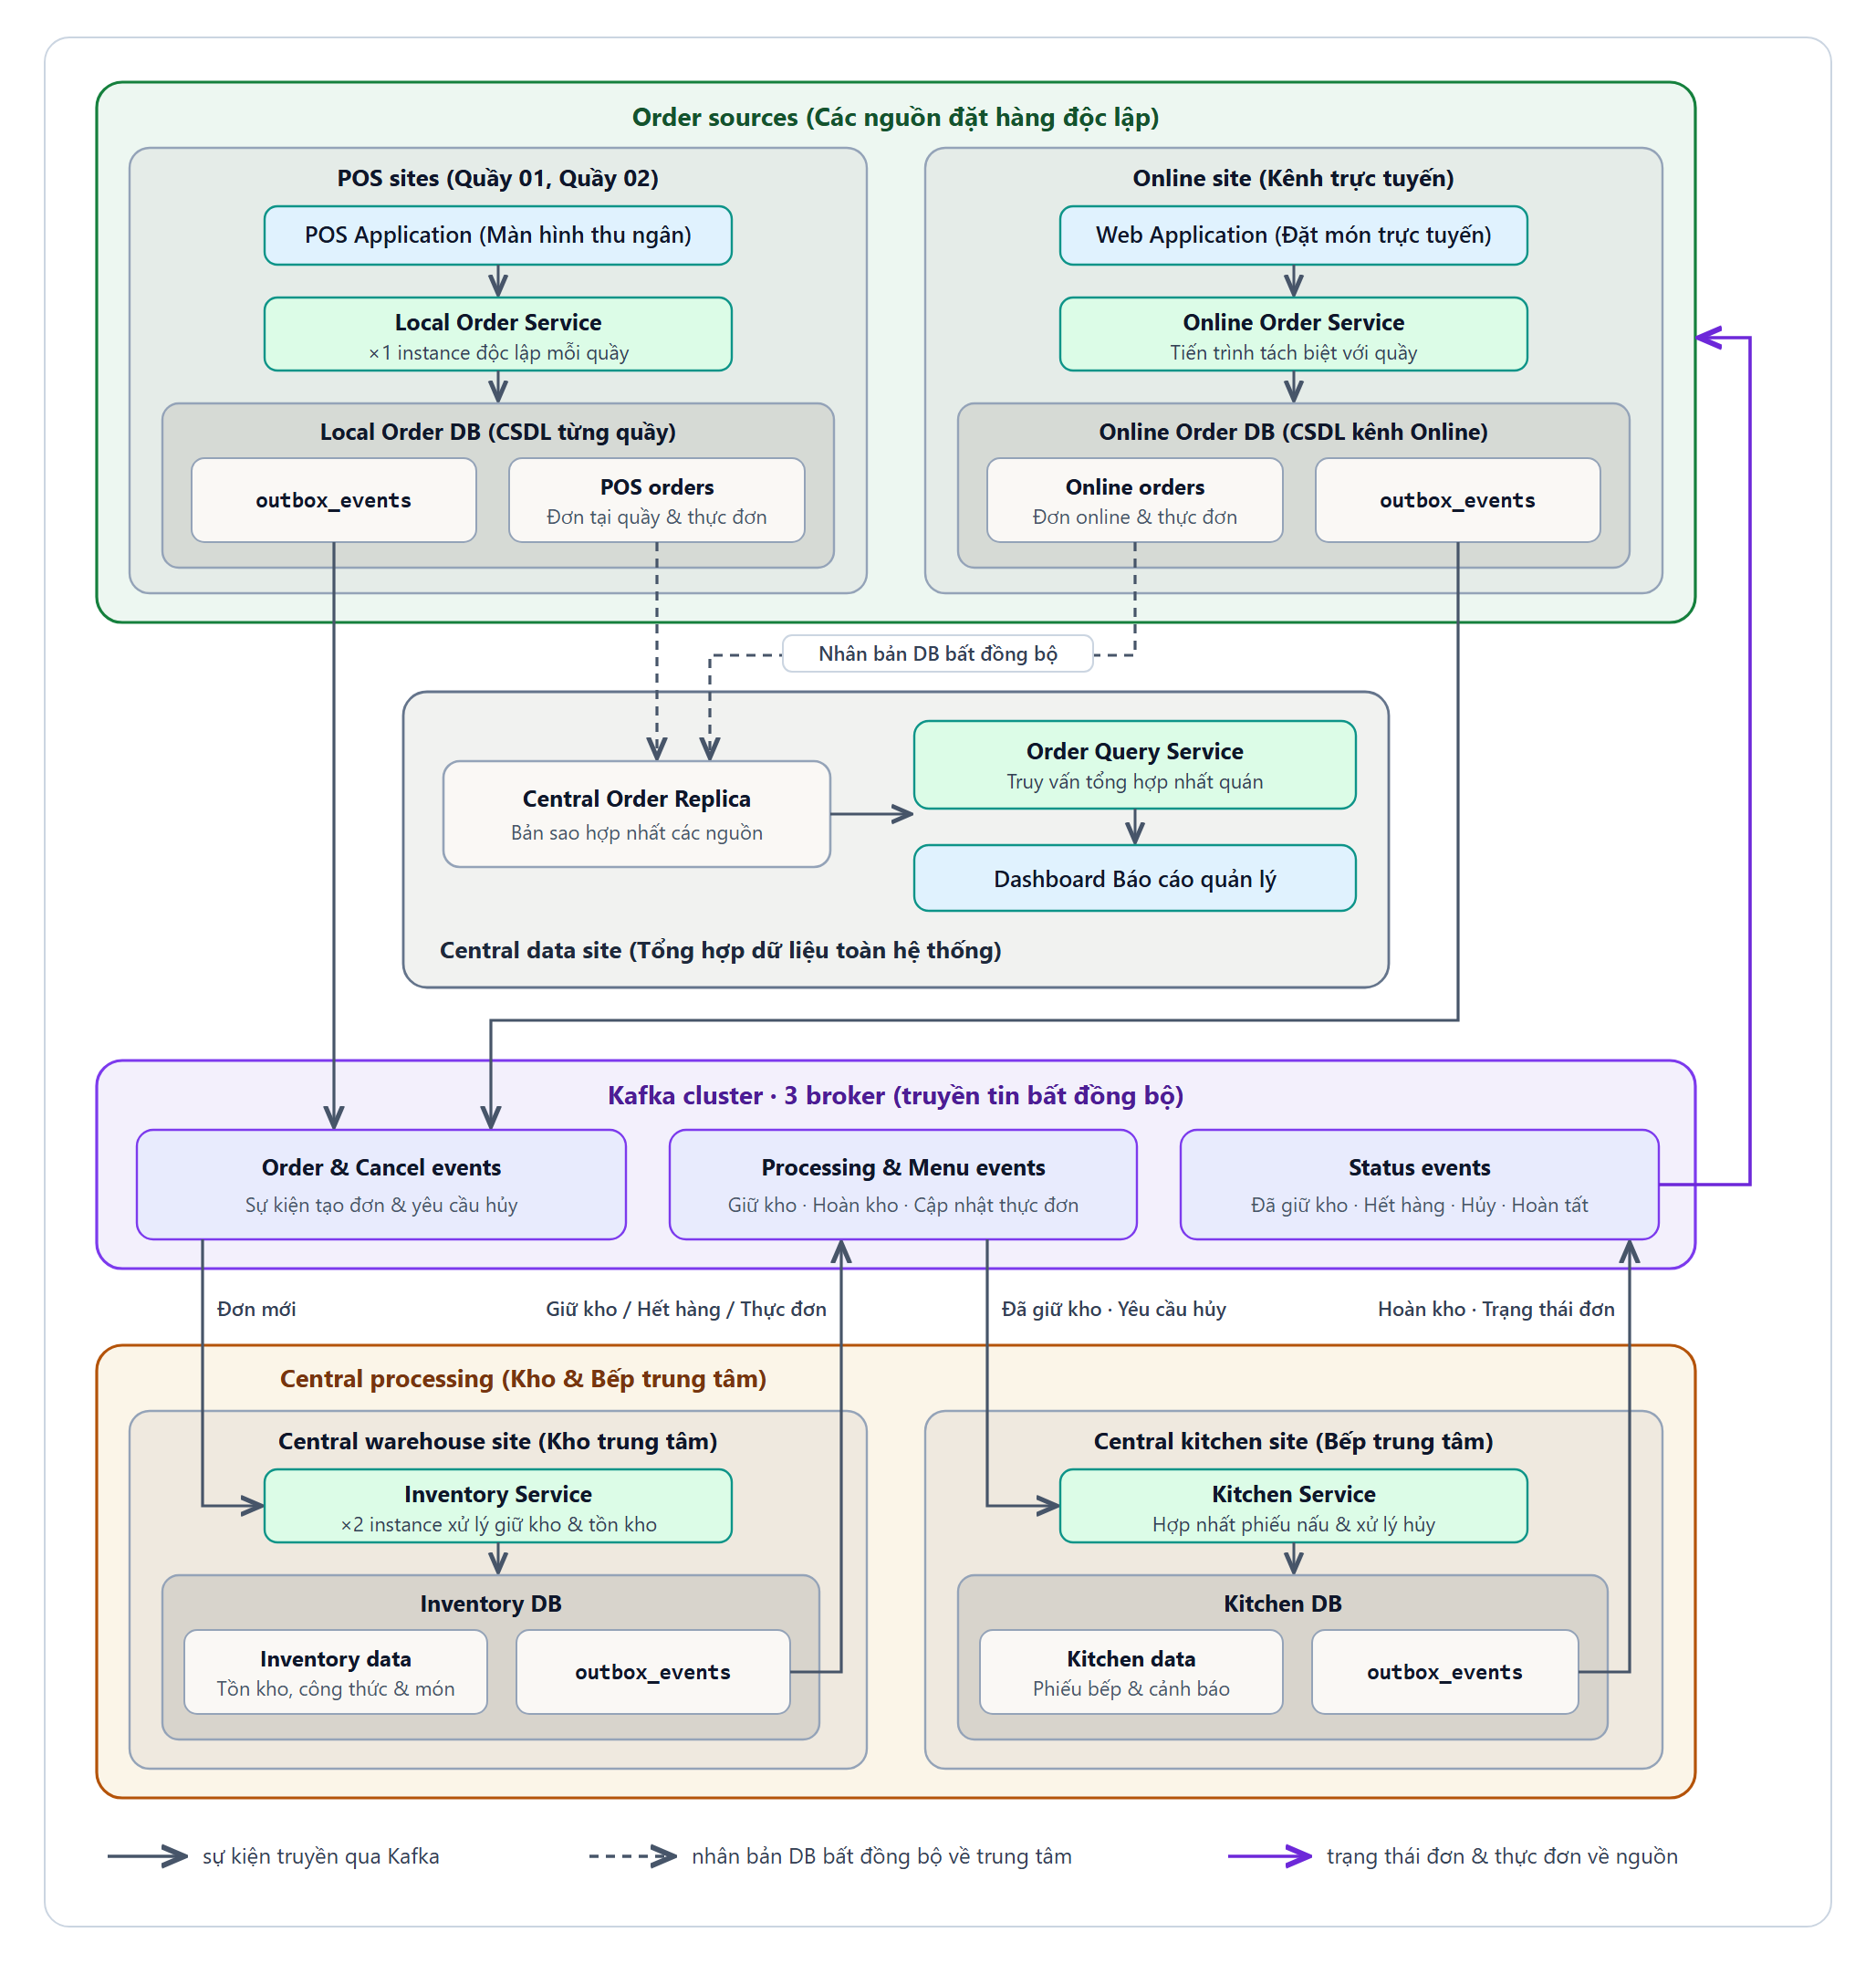 Order sources (Các nguồn đặt hàng độc lập)
POS sites (Quầy 01, Quầy 02)
POS Application (Màn hình thu ngân)
Local Order Service
×1 instance độc lập mỗi quầy
Local Order DB (CSDL từng quầy)
outbox_events
POS orders
Đơn tại quầy & thực đơn
Online site (Kênh trực tuyến)
Web Application (Đặt món trực tuyến)
Online Order Service
Tiến trình tách biệt với quầy
Online Order DB (CSDL kênh Online)
Online orders
Đơn online & thực đơn
outbox_events
Nhân bản DB bất đồng bộ
Central Order Replica
Bản sao hợp nhất các nguồn
Order Query Service
Truy vấn tổng hợp nhất quán
Dashboard Báo cáo quản lý
Central data site (Tổng hợp dữ liệu toàn hệ thống)
Kafka cluster · 3 broker (truyền tin bất đồng bộ)
Order & Cancel events
Sự kiện tạo đơn & yêu cầu hủy
Processing & Menu events
Giữ kho · Hoàn kho · Cập nhật thực đơn
Status events
Đã giữ kho · Hết hàng · Hủy · Hoàn tất
Đơn mới
Giữ kho / Hết hàng / Thực đơn
Đã giữ kho · Yêu cầu hủy
Hoàn kho · Trạng thái đơn
Central processing (Kho & Bếp trung tâm)
Central warehouse site (Kho trung tâm)
Inventory Service
×2 instance xử lý giữ kho & tồn kho
Inventory DB
Inventory data
Tồn kho, công thức & món
outbox_events
Central kitchen site (Bếp trung tâm)
Kitchen Service
Hợp nhất phiếu nấu & xử lý hủy
Kitchen DB
Kitchen data
Phiếu bếp & cảnh báo
outbox_events
sự kiện truyền qua Kafka
nhân bản DB bất đồng bộ về trung tâm
trạng thái đơn & thực đơn về nguồn